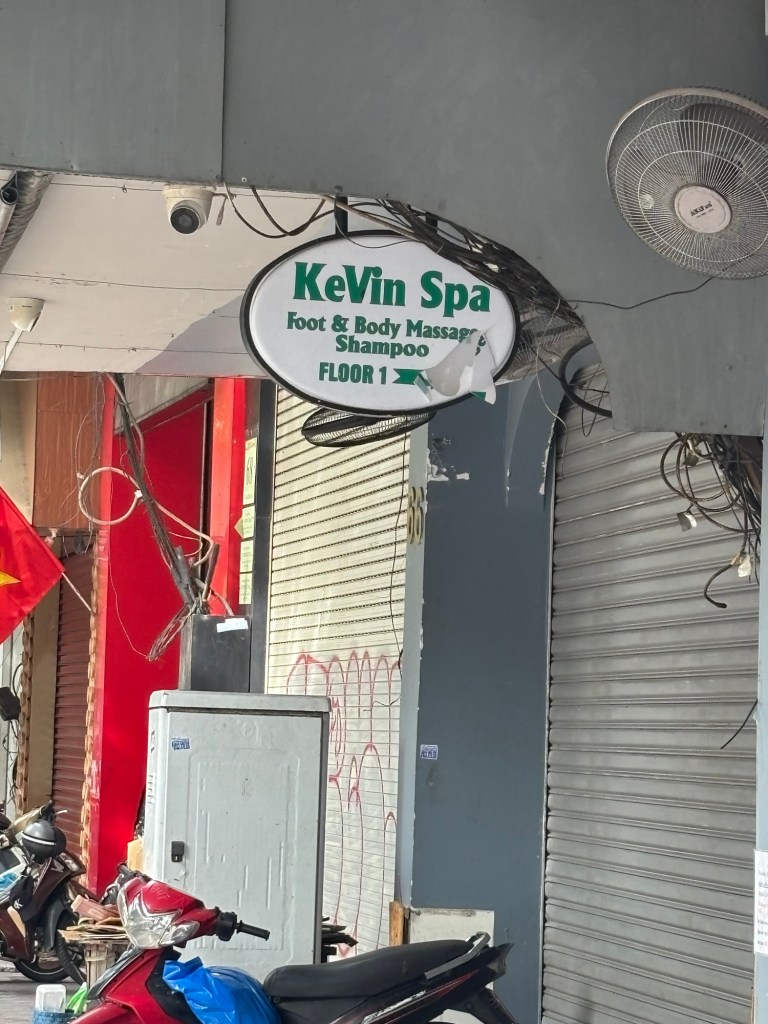 KeVin Spa
Foot & Body Massage
Shampoo
FLOOR 1